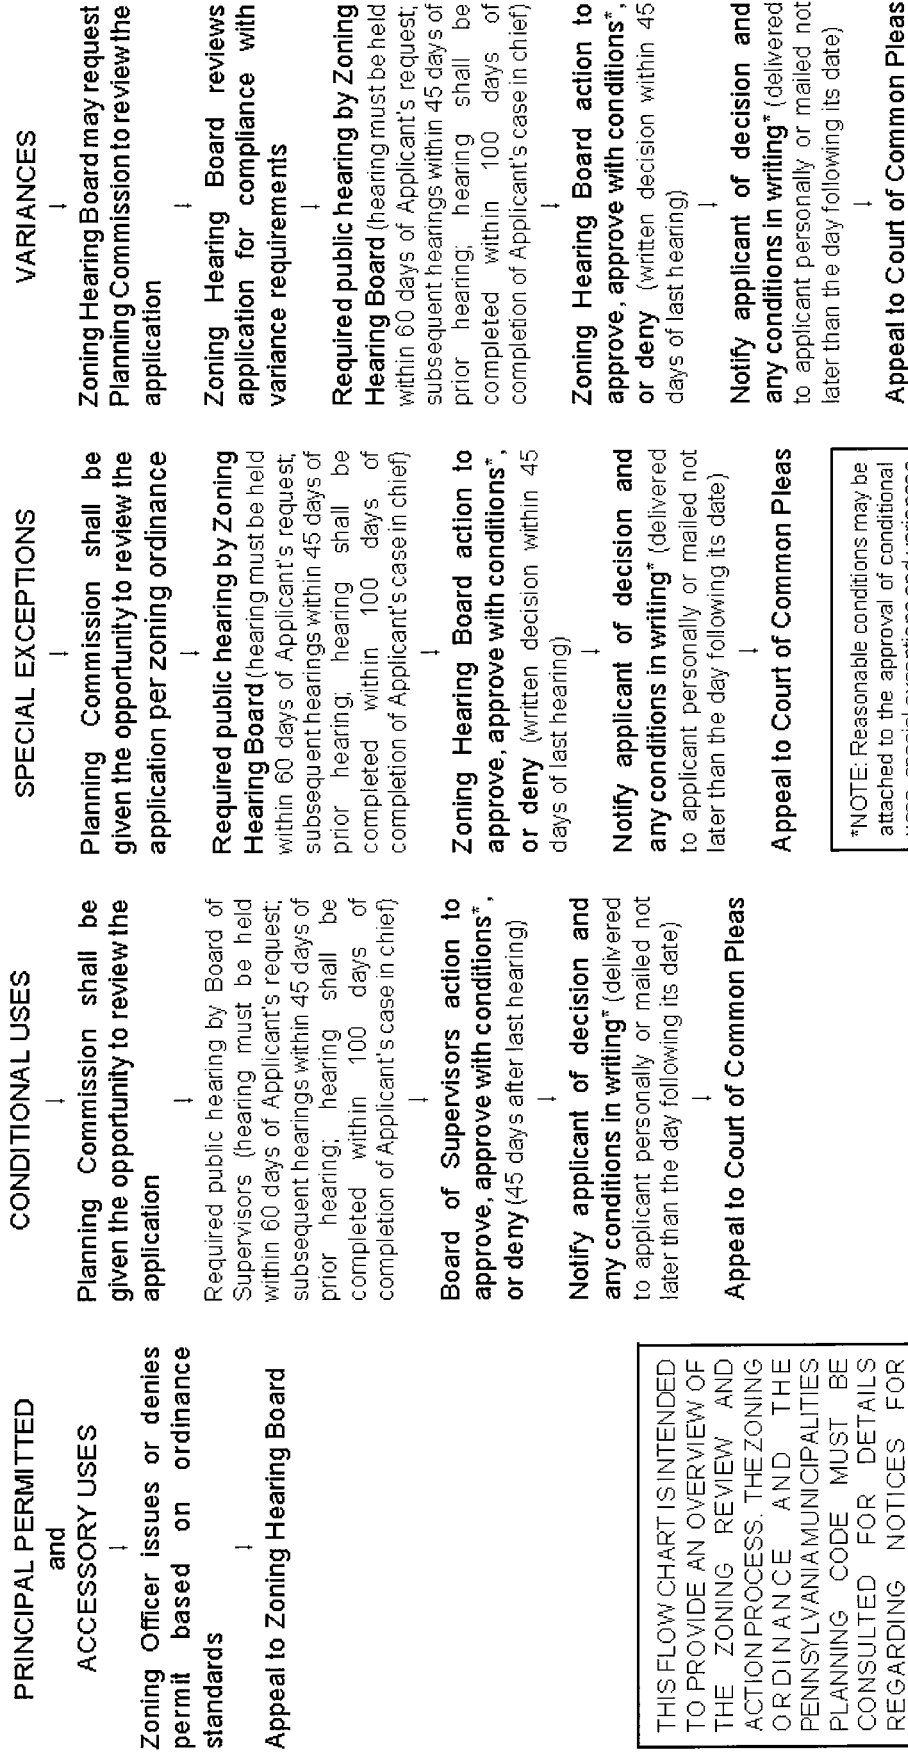 PRINCIPAL PERMITTED
and
ACCESSORY USES
↓
Zoning Officer issues or denies
permit based on ordinance
standards
↓
Appeal to Zoning Hearing Board
THIS FLOW CHART IS INTENDED
TO PROVIDE AN OVERVIEW OF
THE ZONING REVIEW AND
ACTION PROCESS. THE ZONING
ORDINANCE AND THE
PENNSYLVANIA MUNICIPALITIES
PLANNING CODE MUST BE
CONSULTED FOR DETAILS
REGARDING NOTICES FOR
CONDITIONAL USES
↓
Planning Commission shall be
given the opportunity to review the
application
↓
Required public hearing by Board of
Supervisors (hearing must be held
within 60 days of Applicant's request;
subsequent hearings within 45 days of
prior hearing; hearing shall be
completed within 100 days of
completion of Applicant's case in chief)
↓
Board of Supervisors action to
approve, approve with conditions*,
or deny (45 days after last hearing)
↓
Notify applicant of decision and
any conditions in writing* (delivered
to applicant personally or mailed not
later than the day following its date)
↓
Appeal to Court of Common Pleas
SPECIAL EXCEPTIONS
↓
Planning Commission shall be
given the opportunity to review the
application per zoning ordinance
↓
Required public hearing by Zoning
Hearing Board (hearing must be held
within 60 days of Applicant's request;
subsequent hearings within 45 days of
prior hearing; hearing shall be
completed within 100 days of
completion of Applicant's case in chief)
↓
Zoning Hearing Board action to
approve, approve with conditions*,
or deny (written decision within 45
days of last hearing)
↓
Notify applicant of decision and
any conditions in writing* (delivered
to applicant personally or mailed not
later than the day following its date)
↓
Appeal to Court of Common Pleas
*NOTE: Reasonable conditions may be
attached to the approval of conditional
uses, special exceptions and variances
VARIANCES
↓
Zoning Hearing Board may request
Planning Commission to review the
application
↓
Zoning Hearing Board reviews
application for compliance with
variance requirements
↓
Required public hearing by Zoning
Hearing Board (hearing must be held
within 60 days of Applicant's request;
subsequent hearings within 45 days of
prior hearing; hearing shall be
completed within 100 days of
completion of Applicant's case in chief)
↓
Zoning Hearing Board action to
approve, approve with conditions*,
or deny (written decision within 45
days of last hearing)
↓
Notify applicant of decision and
any conditions in writing* (delivered
to applicant personally or mailed not
later than the day following its date)
↓
Appeal to Court of Common Pleas